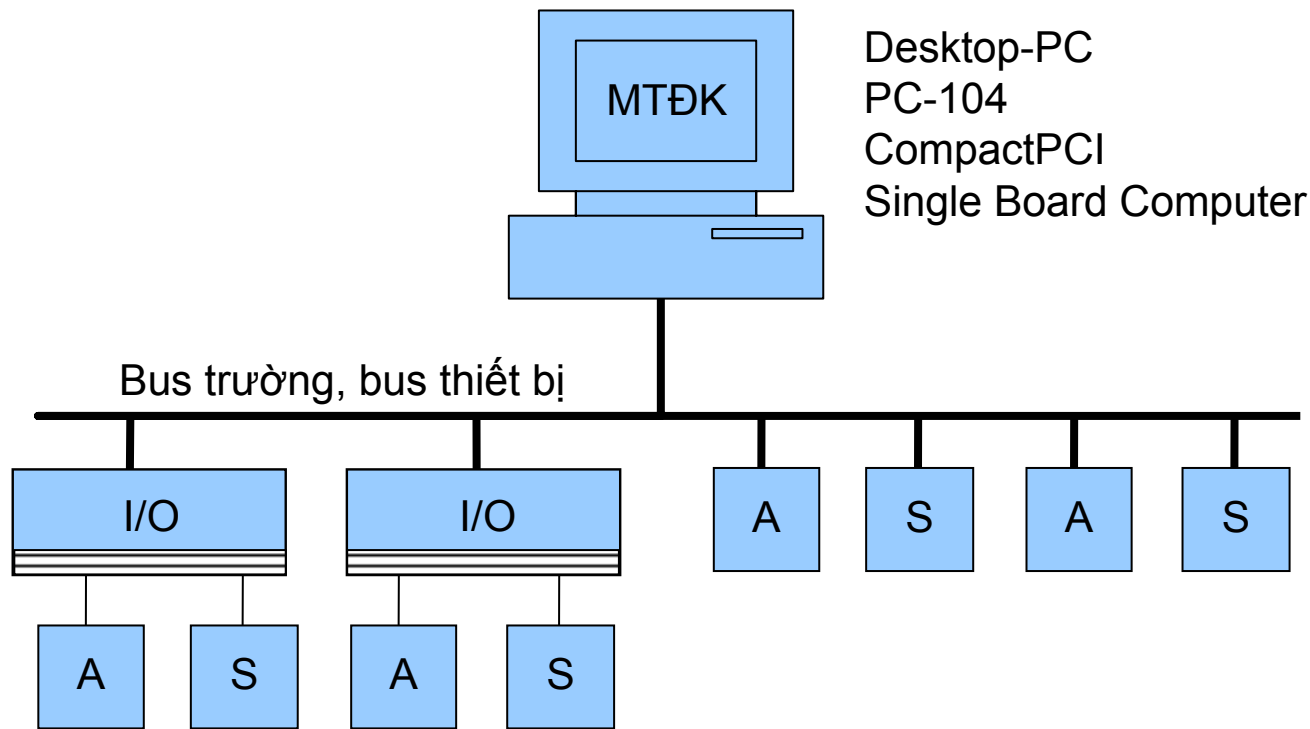 MTĐK
Desktop-PC
PC-104
CompactPCI
Single Board Computer
Bus trường, bus thiết bị
I/O
I/O
A
S
A
S
A
S
A
S